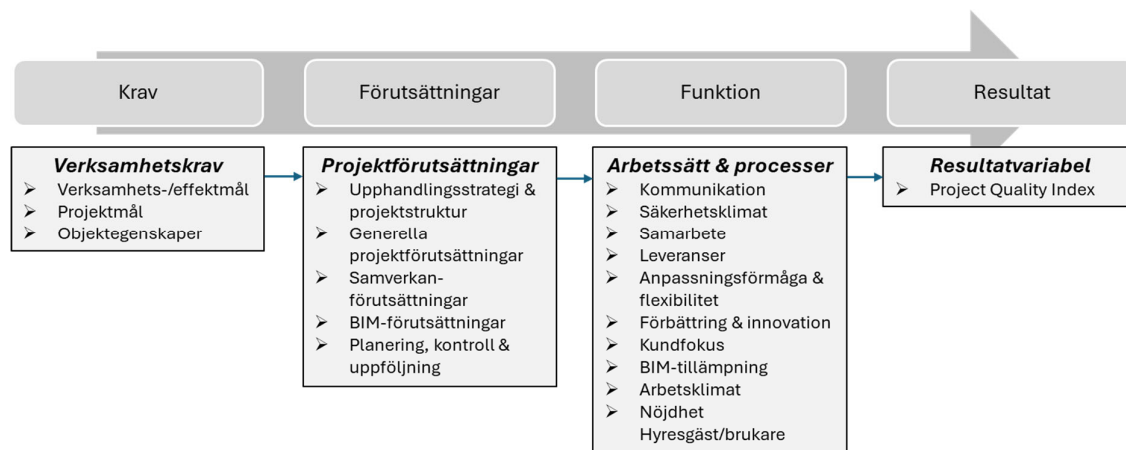 Krav
Förutsättningar
Funktion
Resultat
Verksamhetskrav
Verksamhets-/effektmål
Projektmål
Objektegenskaper
Projektförutsättningar
Upphandlingsstrategi &
projektstruktur
Generella
projektförutsättningar
Samverkan-
förutsättningar
BIM-förutsättningar
Planering, kontroll &
uppföljning
Arbetssätt & processer
Kommunikation
Säkerhetsklimat
Samarbete
Leveranser
Anpassningsförmåga &
flexibilitet
Förbättring & innovation
Kundfokus
BIM-tillämpning
Arbetsklimat
Nöjdhet
Hyresgäst/brukare
Resultatvariabel
Project Quality Index